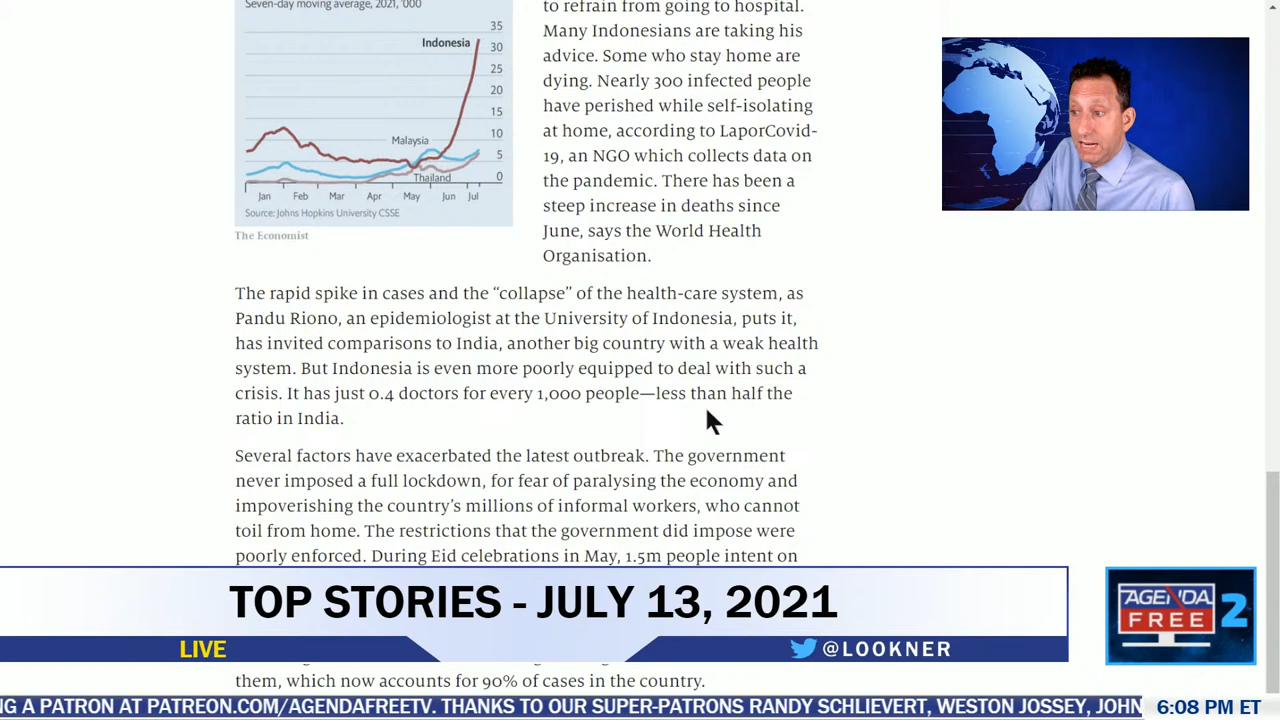 Seven-day moving average, 2021, '000
35
Indonesia
30
25
20
15
Malaysia
10
5
Thailand
0
Jan Feb Mar Apr May Jun Jul
Source: Johns Hopkins University CSSE
The Economist
to refrain from going to hospital.
Many Indonesians are taking his
advice. Some who stay home are
dying. Nearly 300 infected people
have perished while self-isolating
at home, according to LaporCovid-
19, an NGO which collects data on
the pandemic. There has been a
steep increase in deaths since
June, says the World Health
Organisation.
The rapid spike in cases and the “collapse” of the health-care system, as
Pandu Riono, an epidemiologist at the University of Indonesia, puts it,
has invited comparisons to India, another big country with a weak health
system. But Indonesia is even more poorly equipped to deal with such a
crisis. It has just 0.4 doctors for every 1,000 people—less than half the
ratio in India.
Several factors have exacerbated the latest outbreak. The government
never imposed a full lockdown, for fear of paralysing the economy and
impoverishing the country’s millions of informal workers, who cannot
toil from home. The restrictions that the government did impose were
poorly enforced. During Eid celebrations in May, 1.5m people intent on
TOP STORIES - JULY 13, 2021
LIVE
@LOOKNER
AGENDA
FREE 2
them, which now accounts for 90% of cases in the country.
NG A PATRON AT PATREON.COM/AGENDAFREETV. THANKS TO OUR SUPER-PATRONS RANDY SCHLIEVERT, WESTON JOSSEY, JOHN
6:08 PM ET